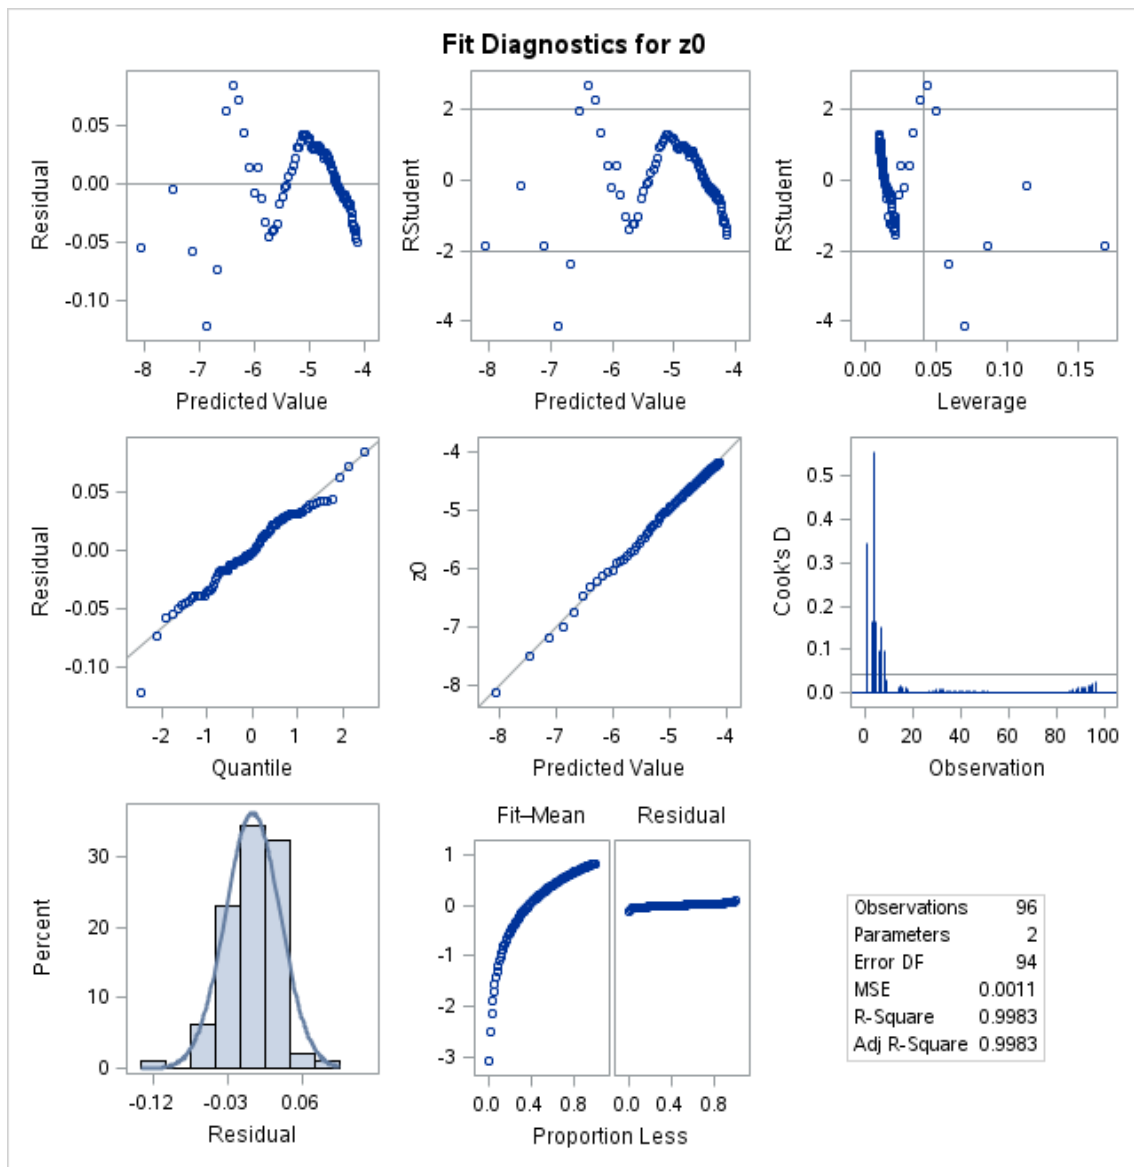 Fit Diagnostics for z0
Residual
0.05
0.00
-0.05
-0.10
-8 -7 -6 -5 -4
Predicted Value
RStudent
2
0
-2
-4
-8 -7 -6 -5 -4
Predicted Value
RStudent
2
0
-2
-4
0.00 0.05 0.10 0.15
Leverage
Residual
0.05
0.00
-0.05
-0.10
-2 -1 0 1 2
Quantile
z0
-4
-5
-6
-7
-8
-8 -7 -6 -5 -4
Predicted Value
Cook's D
0.5
0.4
0.3
0.2
0.1
0.0
0 20 40 60 80 100
Observation
Percent
30
20
10
0
-0.12 -0.03 0.06
Residual
Fit–Mean Residual
1
0
-1
-2
-3
0.0 0.4 0.8 0.0 0.4 0.8
Proportion Less
Observations 96
Parameters 2
Error DF 94
MSE 0.0011
R-Square 0.9983
Adj R-Square 0.9983